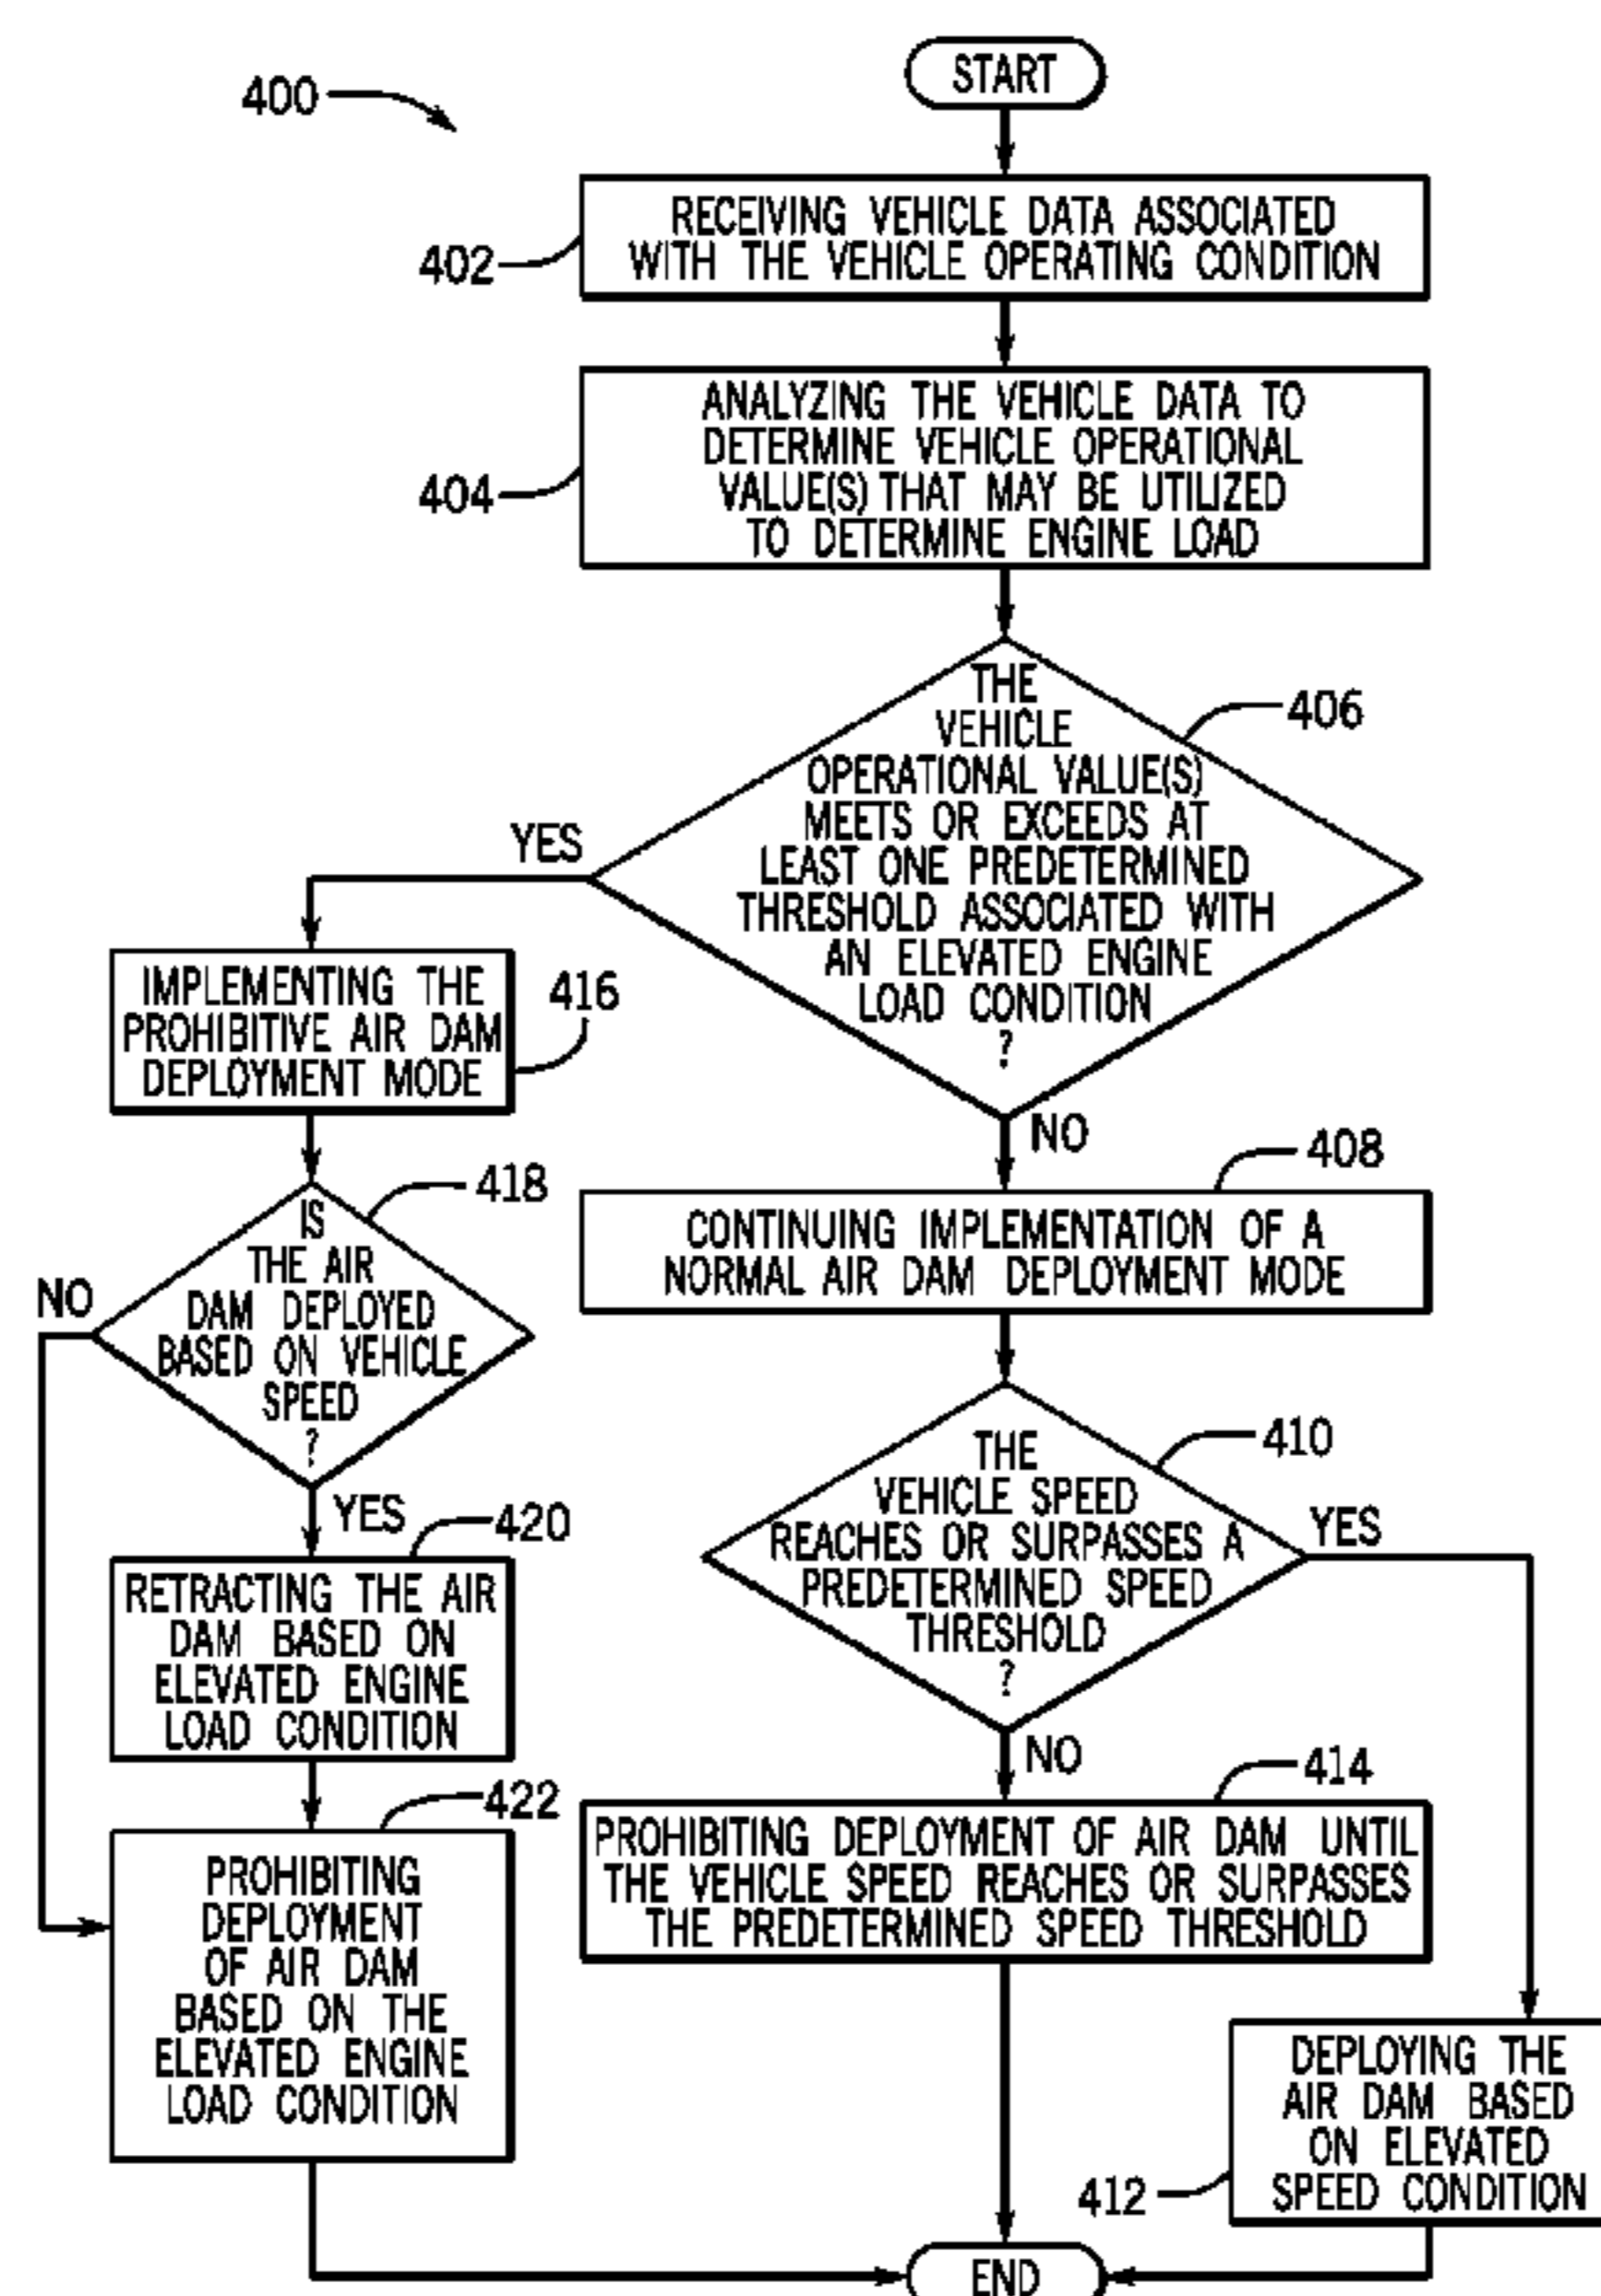 400
START
402
RECEIVING VEHICLE DATA ASSOCIATED
WITH THE VEHICLE OPERATING CONDITION
404
ANALYZING THE VEHICLE DATA TO
DETERMINE VEHICLE OPERATIONAL
VALUE(S) THAT MAY BE UTILIZED
TO DETERMINE ENGINE LOAD
406
THE
VEHICLE
OPERATIONAL VALUE(S)
MEETS OR EXCEEDS AT
LEAST ONE PREDETERMINED
THRESHOLD ASSOCIATED WITH
AN ELEVATED ENGINE
LOAD CONDITION
?
YES
NO
IMPLEMENTING THE
PROHIBITIVE AIR DAM
DEPLOYMENT MODE
416
418
IS
THE AIR
DAM DEPLOYED
BASED ON VEHICLE
SPEED
?
NO
YES
420
RETRACTING THE AIR
DAM BASED ON
ELEVATED ENGINE
LOAD CONDITION
422
PROHIBITING
DEPLOYMENT
OF AIR DAM
BASED ON THE
ELEVATED ENGINE
LOAD CONDITION
408
CONTINUING IMPLEMENTATION OF A
NORMAL AIR DAM DEPLOYMENT MODE
410
THE
VEHICLE SPEED
REACHES OR SURPASSES A
PREDETERMINED SPEED
THRESHOLD
?
YES
NO
414
PROHIBITING DEPLOYMENT OF AIR DAM UNTIL
THE VEHICLE SPEED REACHES OR SURPASSES
THE PREDETERMINED SPEED THRESHOLD
412
DEPLOYING THE
AIR DAM BASED
ON ELEVATED
SPEED CONDITION
END